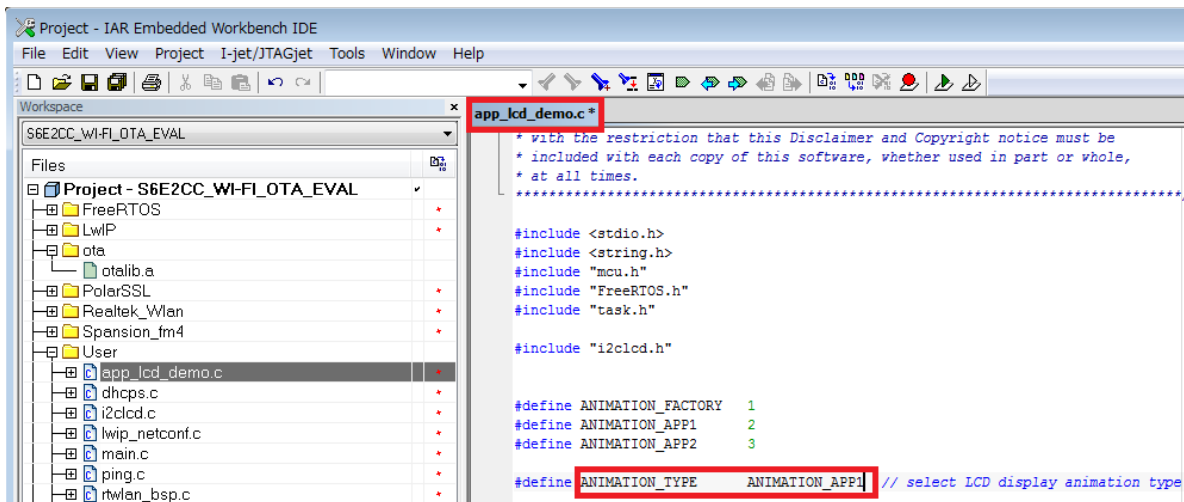 Project - IAR Embedded Workbench IDE
File Edit View Project I-jet/JTAGjet Tools Window Help
Workspace
S6E2CC_WI-FI_OTA_EVAL
Files
Project - S6E2CC_WI-FI_OTA_EVAL
FreeRTOS
LwIP
ota
otalib.a
PolarSSL
Realtek_Wlan
Spansion_fm4
User
app_lcd_demo.c
dhcps.c
i2clcd.c
lwip_netconf.c
main.c
ping.c
rtwlan_bsp.c
app_lcd_demo.c *
* with the restriction that this Disclaimer and Copyright notice must be
* included with each copy of this software, whether used in part or whole,
* at all times.
*******************************************************************************/
#include <stdio.h>
#include <string.h>
#include "mcu.h"
#include "FreeRTOS.h"
#include "task.h"
#include "i2clcd.h"
#define ANIMATION_FACTORY 1
#define ANIMATION_APP1 2
#define ANIMATION_APP2 3
#define ANIMATION_TYPE ANIMATION_APP1 // select LCD display animation type